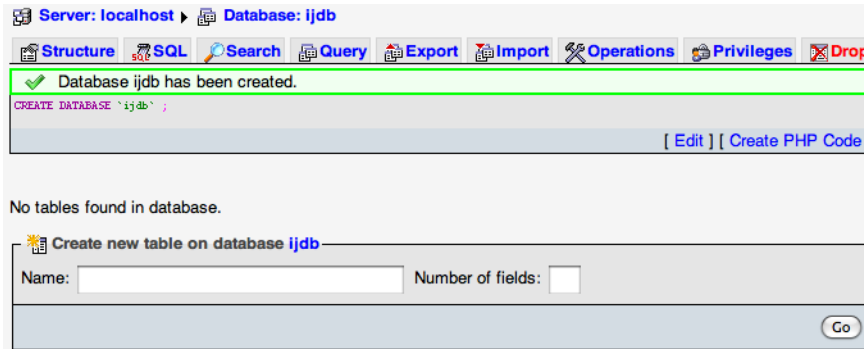 Server: localhost ▸ Database: ijdb
Structure SQL Search Query Export Import Operations Privileges Drop
Database ijdb has been created.
CREATE DATABASE `ijdb` ;
[ Edit ] [ Create PHP Code
No tables found in database.
Create new table on database ijdb
Name: Number of fields:
Go